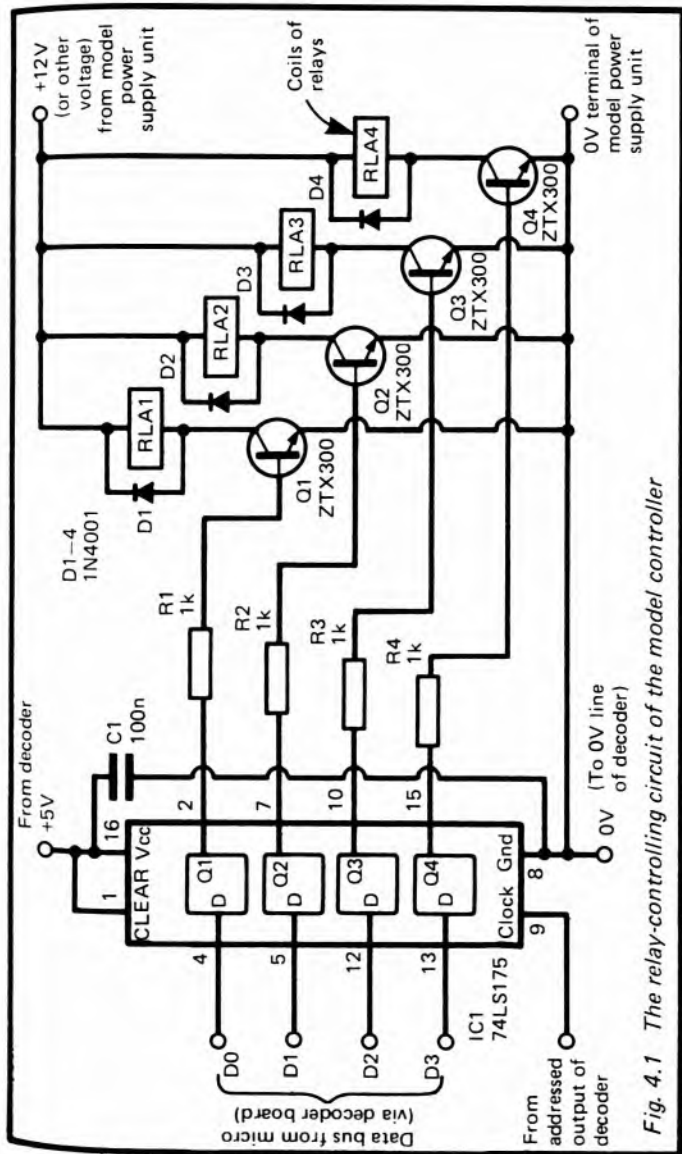 +12V
(or other
voltage)
from model
power
supply unit
Coils of
relays
D1–4
1N4001
D1
RLA1
D2
RLA2
D3
RLA3
D4
RLA4
From decoder
+5V
C1
100n
R1
1k
R2
1k
R3
1k
R4
1k
Q1
ZTX300
Q2
ZTX300
Q3
ZTX300
Q4
ZTX300
1
16
CLEAR Vcc
4
D
Q1
2
5
D
Q2
7
12
D
Q3
10
13
D
Q4
15
Clock Gnd
9
8
D0
D1
D2
D3
Data bus from micro
(via decoder board)
IC1
74LS175
From
addressed
output of
decoder
0V (To 0V line
of decoder)
0V terminal of
model power
supply unit
Fig. 4.1 The relay-controlling circuit of the model controller